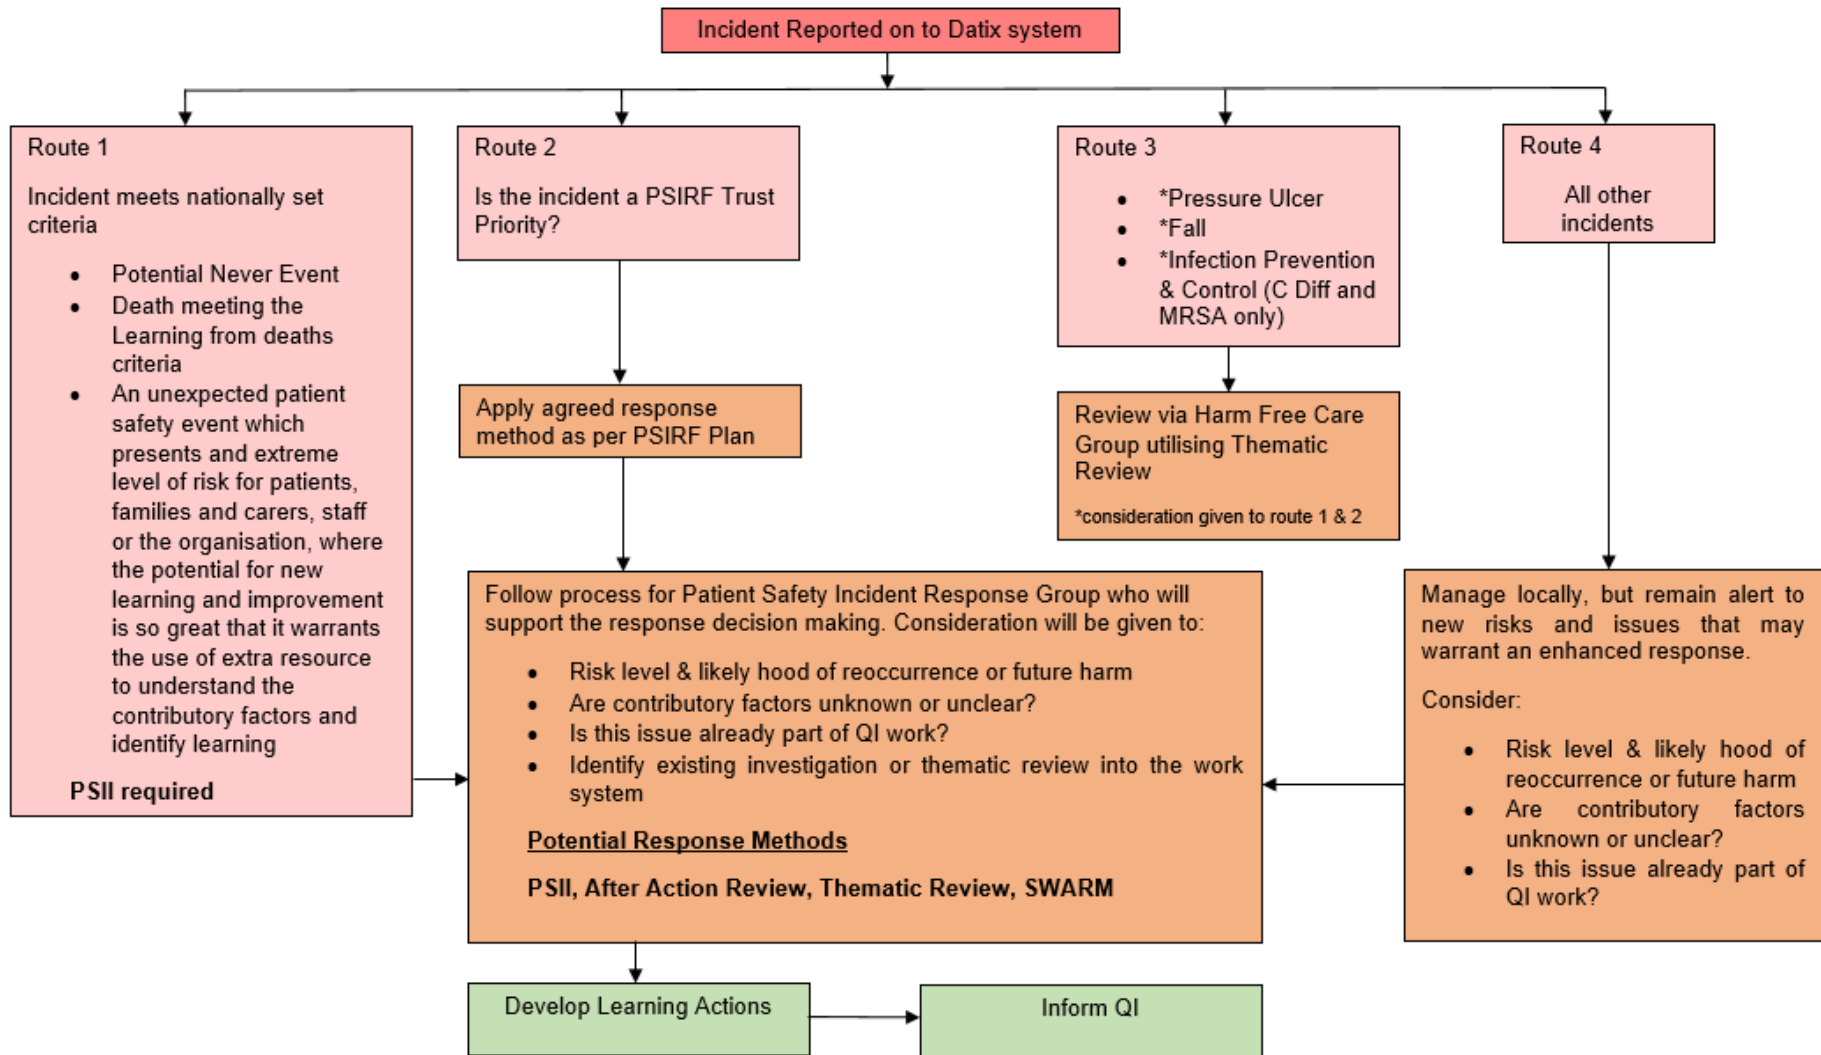 Incident Reported on to Datix system
Route 1
Incident meets nationally set
criteria
• Potential Never Event
• Death meeting the
Learning from deaths
criteria
• An unexpected patient
safety event which
presents and extreme
level of risk for patients,
families and carers, staff
or the organisation, where
the potential for new
learning and improvement
is so great that it warrants
the use of extra resource
to understand the
contributory factors and
identify learning
PSII required
Route 2
Is the incident a PSIRF Trust
Priority?
Apply agreed response
method as per PSIRF Plan
Route 3
• *Pressure Ulcer
• *Fall
• *Infection Prevention
& Control (C Diff and
MRSA only)
Review via Harm Free Care
Group utilising Thematic
Review
*consideration given to route 1 & 2
Route 4
All other
incidents
Follow process for Patient Safety Incident Response Group who will
support the response decision making. Consideration will be given to:
• Risk level & likely hood of reoccurrence or future harm
• Are contributory factors unknown or unclear?
• Is this issue already part of QI work?
• Identify existing investigation or thematic review into the work
system
Potential Response Methods
PSII, After Action Review, Thematic Review, SWARM
Manage locally, but remain alert to
new risks and issues that may
warrant an enhanced response.
Consider:
• Risk level & likely hood of
reoccurrence or future harm
• Are contributory factors
unknown or unclear?
• Is this issue already part of
QI work?
Develop Learning Actions
Inform QI